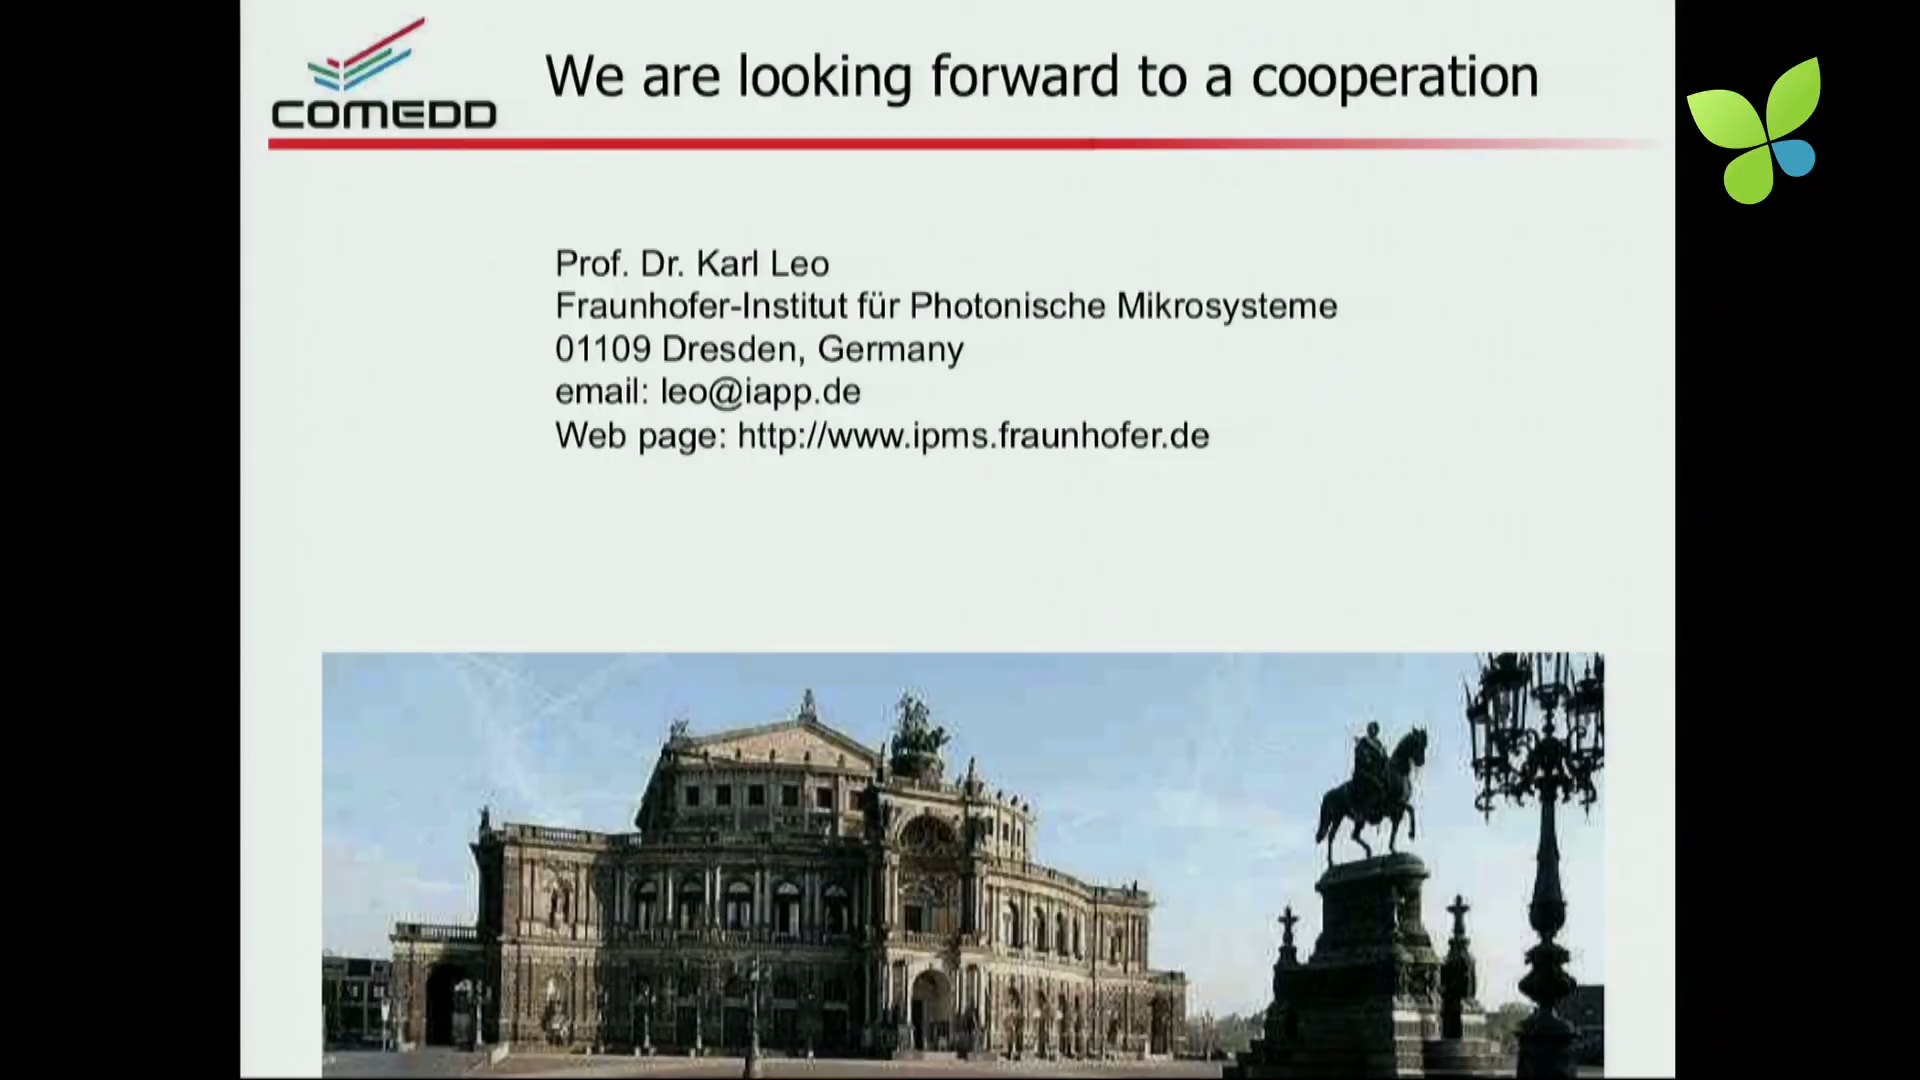 COMEDD
We are looking forward to a cooperation
Prof. Dr. Karl Leo
Fraunhofer-Institut für Photonische Mikrosysteme
01109 Dresden, Germany
email: leo@iapp.de
Web page: http://www.ipms.fraunhofer.de